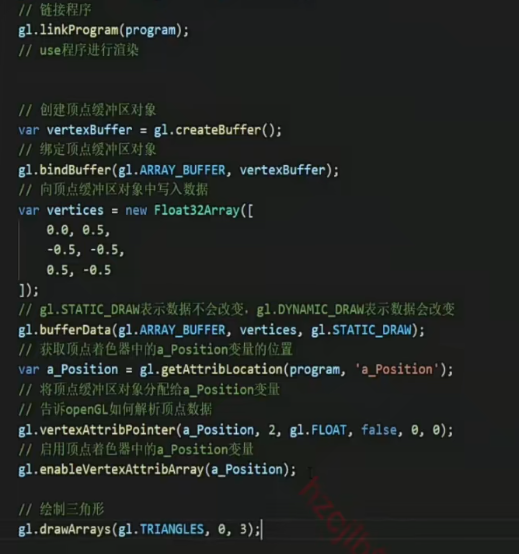 // 链接程序
gl.linkProgram(program);
// use程序进行渲染
// 创建顶点缓冲区对象
var vertexBuffer = gl.createBuffer();
// 绑定顶点缓冲区对象
gl.bindBuffer(gl.ARRAY_BUFFER, vertexBuffer);
// 向顶点缓冲区对象中写入数据
var vertices = new Float32Array([
0.0, 0.5,
-0.5, -0.5,
0.5, -0.5
]);
// gl.STATIC_DRAW表示数据不会改变，gl.DYNAMIC_DRAW表示数据会改变
gl.bufferData(gl.ARRAY_BUFFER, vertices, gl.STATIC_DRAW);
// 获取顶点着色器中的a_Position变量的位置
var a_Position = gl.getAttribLocation(program, 'a_Position');
// 将顶点缓冲区对象分配给a_Position变量
// 告诉openGL如何解析顶点数据
gl.vertexAttribPointer(a_Position, 2, gl.FLOAT, false, 0, 0);
// 启用顶点着色器中的a_Position变量
gl.enableVertexAttribArray(a_Position);
// 绘制三角形
gl.drawArrays(gl.TRIANGLES, 0, 3);